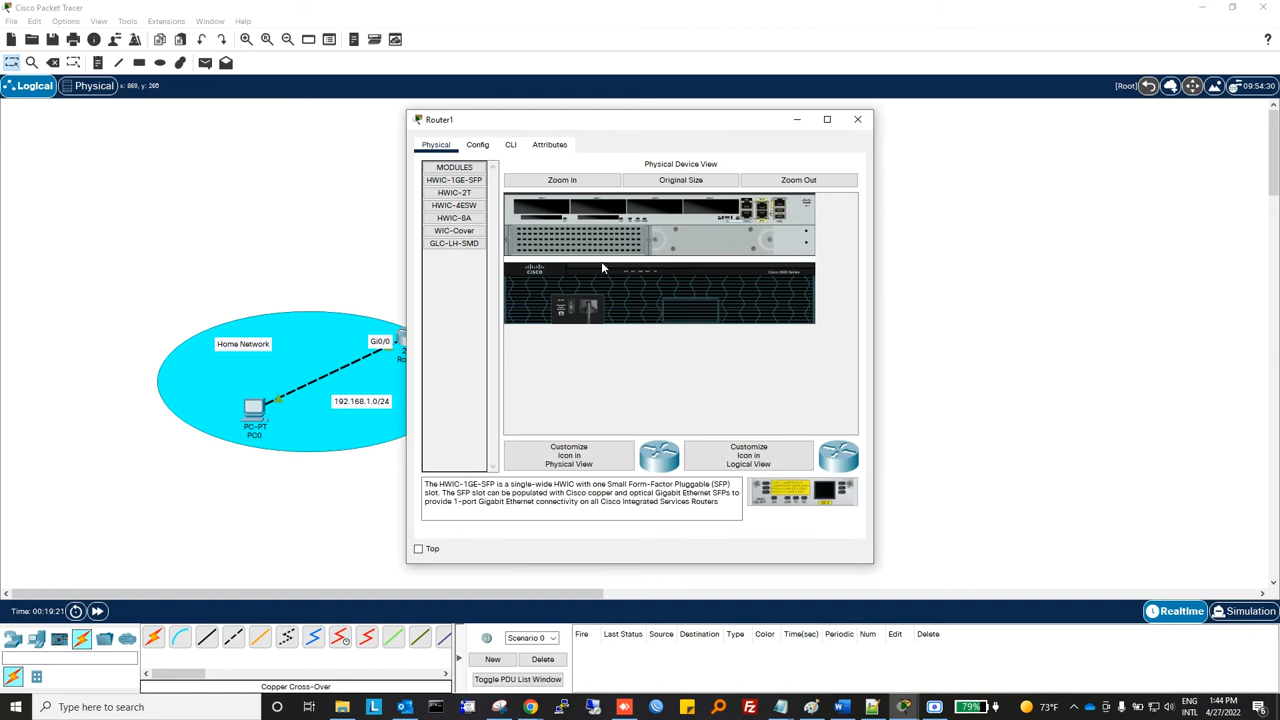 Cisco Packet Tracer
File Edit Options View Tools Extensions Window Help
Logical Physical x: 869, y: 260 [Root] 09:54:30
Router1
Physical Config CLI Attributes
MODULES
HWIC-1GE-SFP
HWIC-2T
HWIC-4ESW
HWIC-8A
WIC-Cover
GLC-LH-SMD
Physical Device View
Zoom In Original Size Zoom Out
CISCO
Home Network
Gi0/0
2
Ro
192.168.1.0/24
PC-PT
PC0
Customize
Icon in
Physical View
Customize
Icon in
Logical View
The HWIC-1GE-SFP is a single-wide HWIC with one Small Form-Factor Pluggable (SFP)
slot. The SFP slot can be populated with Cisco copper and optical Gigabit Ethernet SFPs to
provide 1-port Gigabit Ethernet connectivity on all Cisco Integrated Services Routers
Top
Time: 00:19:21 Realtime Simulation
Scenario 0
New Delete
Toggle PDU List Window
Fire Last Status Source Destination Type Color Time(sec) Periodic Num Edit Delete
Copper Cross-Over
Type here to search
79% 73°F ENG INTL 1:44 PM 4/27/2022